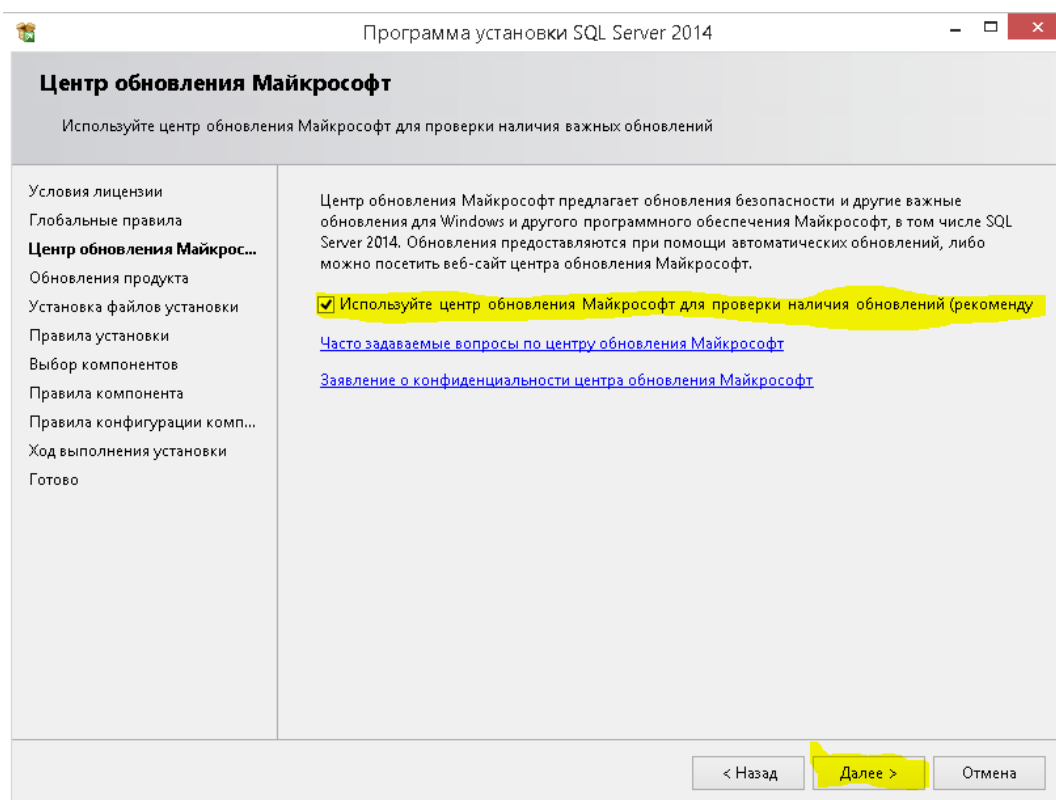 Программа установки SQL Server 2014
Центр обновления Майкрософт
Используйте центр обновления Майкрософт для проверки наличия важных обновлений
Условия лицензии
Глобальные правила
Центр обновления Майкрос...
Обновления продукта
Установка файлов установки
Правила установки
Выбор компонентов
Правила компонента
Правила конфигурации комп...
Ход выполнения установки
Готово
Центр обновления Майкрософт предлагает обновления безопасности и другие важные
обновления для Windows и другого программного обеспечения Майкрософт, в том числе SQL
Server 2014. Обновления предоставляются при помощи автоматических обновлений, либо
можно посетить веб-сайт центра обновления Майкрософт.
Используйте центр обновления Майкрософт для проверки наличия обновлений (рекоменду
Часто задаваемые вопросы по центру обновления Майкрософт
Заявление о конфиденциальности центра обновления Майкрософт
< Назад
Далее >
Отмена